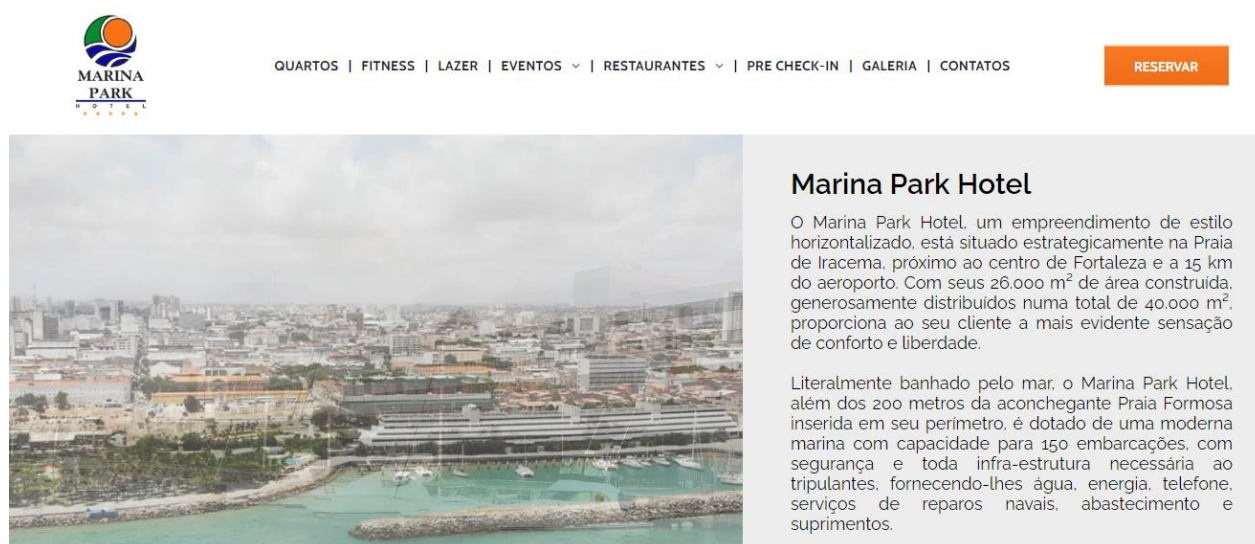 MARINA
PARK
HOTEL
QUARTOS | FITNESS | LAZER | EVENTOS | RESTAURANTES | PRE CHECK-IN | GALERIA | CONTATOS
RESERVAR
Marina Park Hotel
O Marina Park Hotel, um empreendimento de estilo
horizontalizado, está situado estrategicamente na Praia
de Iracema, próximo ao centro de Fortaleza e a 15 km
do aeroporto. Com seus 26.000 m² de área construída,
generosamente distribuídos numa total de 40.000 m²,
proporciona ao seu cliente a mais evidente sensação
de conforto e liberdade.
Literalmente banhado pelo mar, o Marina Park Hotel,
além dos 200 metros da aconchegante Praia Formosa
inserida em seu perímetro, é dotado de uma moderna
marina com capacidade para 150 embarcações, com
segurança e toda infra-estrutura necessária ao
tripulantes, fornecendo-lhes água, energia, telefone,
serviços de reparos navais, abastecimento e
suprimentos.